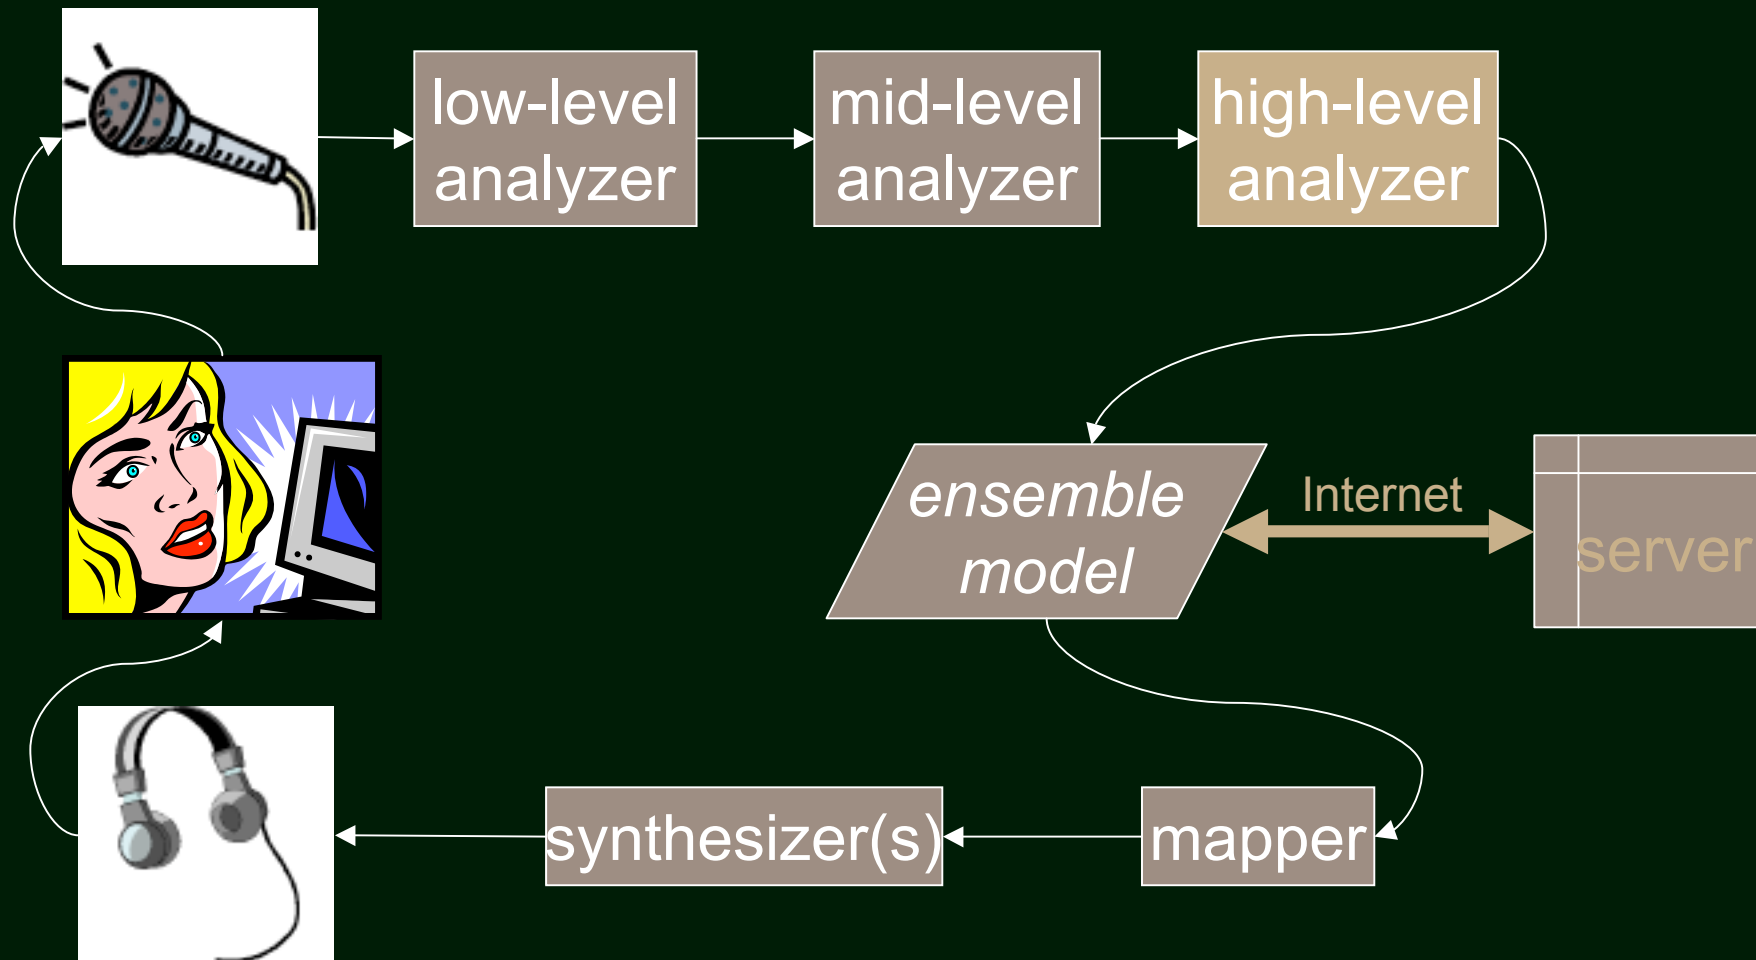 low-level
analyzer
mid-level
analyzer
high-level
analyzer
ensemble
model
Internet
server
synthesizer(s)
mapper